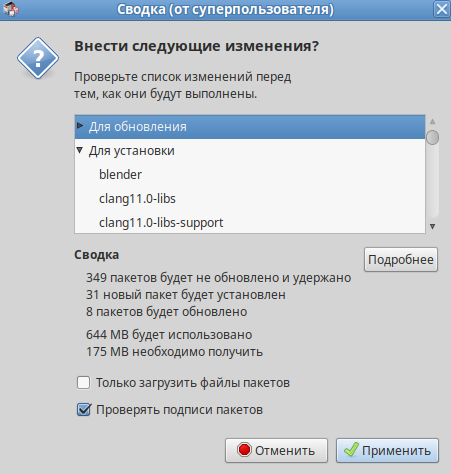 Сводка (от суперпользователя)
Внести следующие изменения?
Проверьте список изменений перед
тем, как они будут выполнены.
Для обновления
Для установки
blender
clang11.0-libs
clang11.0-libs-support
Сводка
Подробнее
349 пакетов будет не обновлено и удержано
31 новый пакет будет установлен
8 пакетов будет обновлено
644 MB будет использовано
175 MB необходимо получить
Только загрузить файлы пакетов
Проверять подписи пакетов
Отменить
Применить